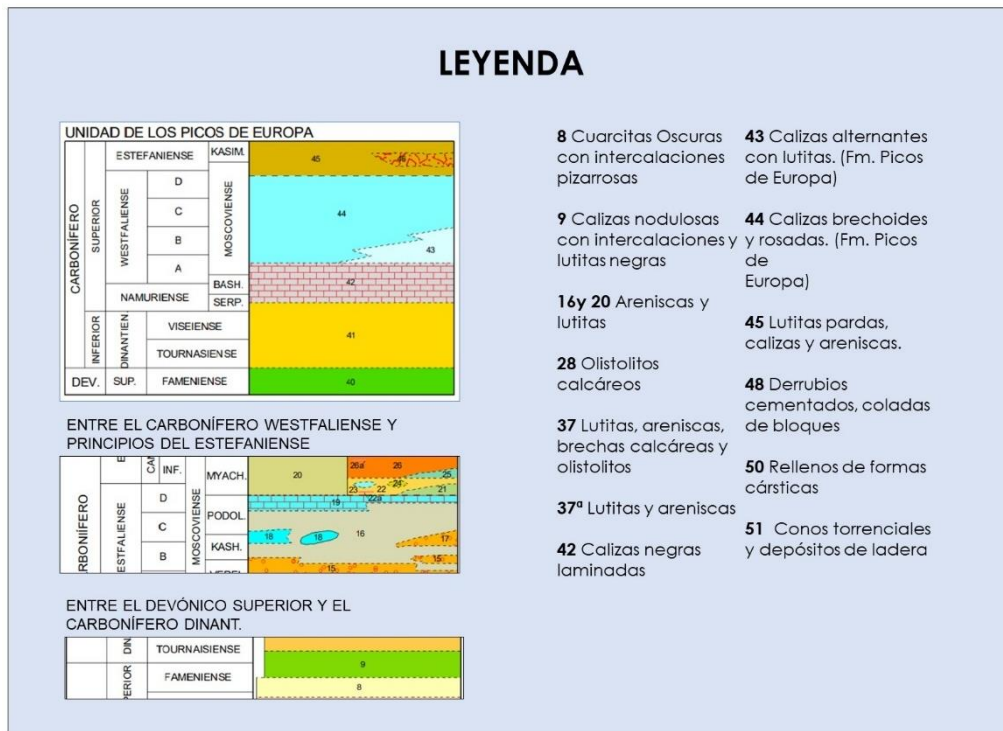 LEYENDA
UNIDAD DE LOS PICOS DE EUROPA
CARBONÍFERO
SUPERIOR
INFERIOR
WESTFALIENSE
DINANTIEN.
ESTEFANIENSE
KASIM.
D
C
B
A
MOSCOVIENSE
BASH.
NAMURIENSE
SERP.
VISEIENSE
TOURNASIENSE
DEV.
SUP.
FAMENIENSE
45
46
44
43
42
41
40
ENTRE EL CARBONÍFERO WESTFALIENSE Y
PRINCIPIOS DEL ESTEFANIENSE
RBONIÍFERO
ESTFALIENSE
INF.
D
C
B
MOSCOVIENSE
MYACH.
PODOL.
KASH.
20
26a
26
25
24
23
22
21
22a
19
18
18
16
17
15
15
ENTRE EL DEVÓNICO SUPERIOR Y EL
CARBONÍFERO DINANT.
DIN
PERIOR
TOURNAISIENSE
FAMENIENSE
9
8
8 Cuarcitas Oscuras
con intercalaciones
pizarrosas
9 Calizas nodulosas
con intercalaciones y
lutitas negras
16y 20 Areniscas y
lutitas
28 Olistolitos
calcáreos
37 Lutitas, areniscas,
brechas calcáreas y
olistolitos
37ª Lutitas y areniscas
42 Calizas negras
laminadas
43 Calizas alternantes
con lutitas. (Fm. Picos
de Europa)
44 Calizas brechoides
y rosadas. (Fm. Picos
de
Europa)
45 Lutitas pardas,
calizas y areniscas.
48 Derrubios
cementados, coladas
de bloques
50 Rellenos de formas
cársticas
51 Conos torrenciales
y depósitos de ladera